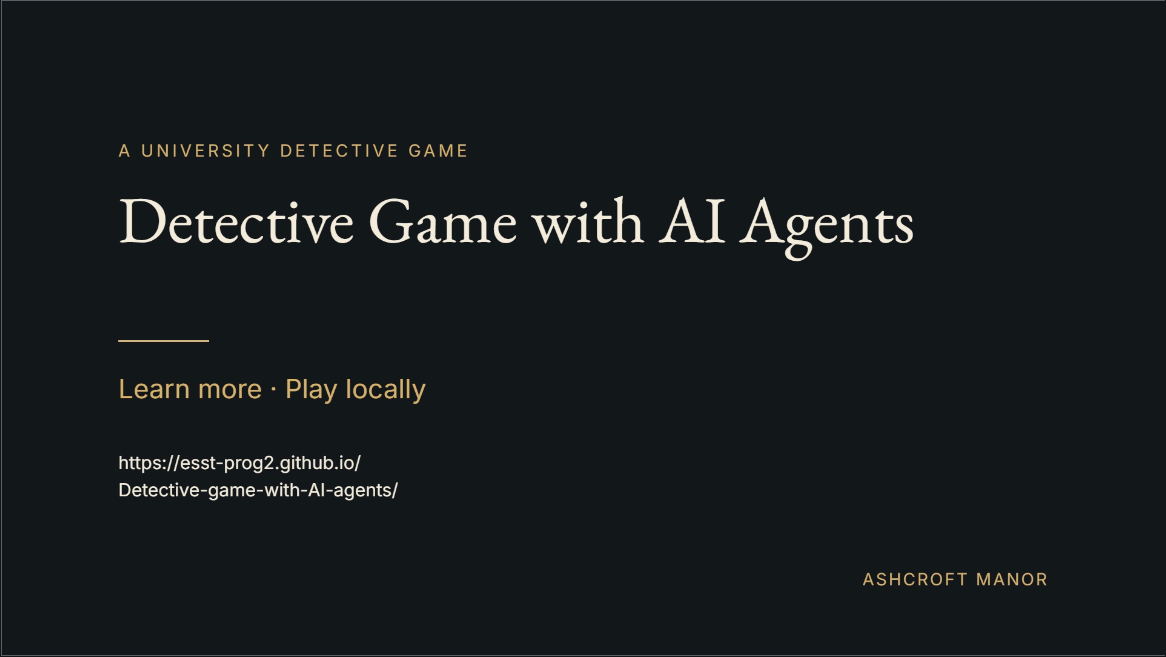 A UNIVERSITY DETECTIVE GAME
Detective Game with AI Agents
Learn more · Play locally
https://esst-prog2.github.io/
Detective-game-with-AI-agents/
ASHCROFT MANOR